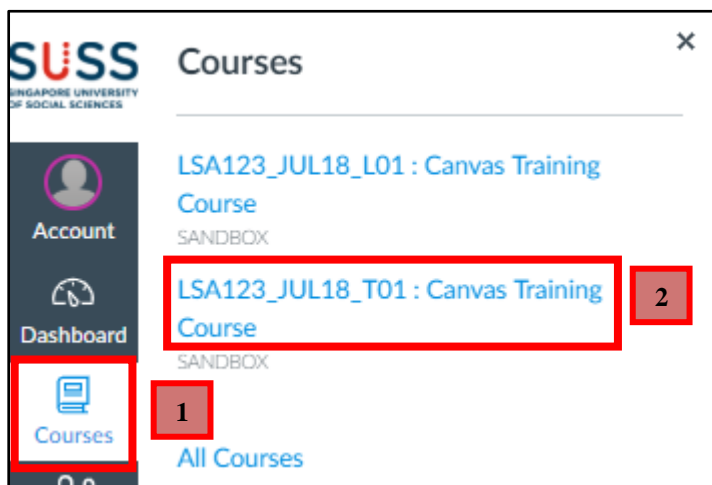 SUSS
SINGAPORE UNIVERSITY
OF SOCIAL SCIENCES
Courses
×
LSA123_JUL18_L01 : Canvas Training
Course
SANDBOX
LSA123_JUL18_T01 : Canvas Training
Course
SANDBOX
2
All Courses
Account
Dashboard
Courses
1